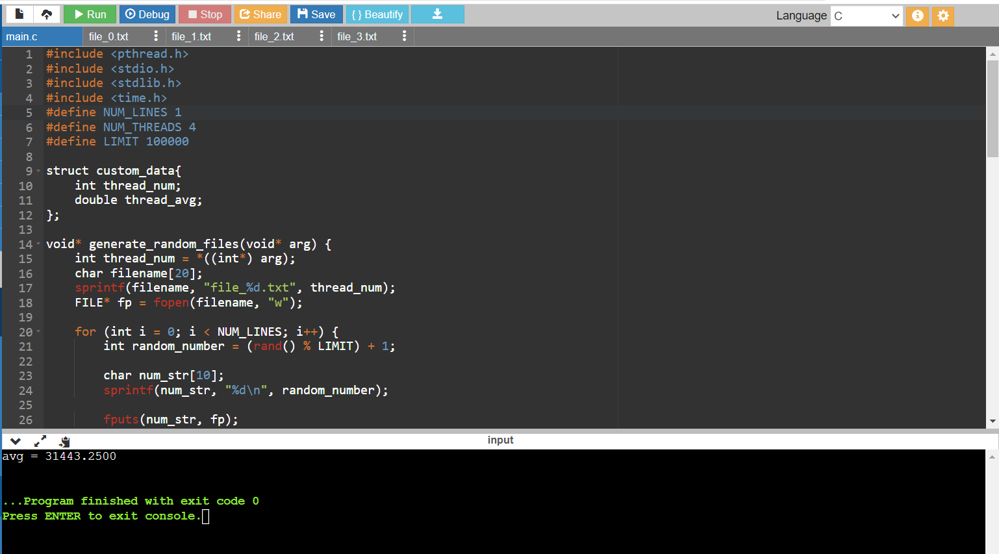 Run Debug Stop Share Save { } Beautify Language C
main.c file_0.txt file_1.txt file_2.txt file_3.txt
1 #include <pthread.h>
2 #include <stdio.h>
3 #include <stdlib.h>
4 #include <time.h>
5 #define NUM_LINES 1
6 #define NUM_THREADS 4
7 #define LIMIT 100000
8
9 struct custom_data{
10     int thread_num;
11     double thread_avg;
12 };
13
14 void* generate_random_files(void* arg) {
15     int thread_num = *((int*) arg);
16     char filename[20];
17     sprintf(filename, "file_%d.txt", thread_num);
18     FILE* fp = fopen(filename, "w");
19
20     for (int i = 0; i < NUM_LINES; i++) {
21         int random_number = (rand() % LIMIT) + 1;
22
23         char num_str[10];
24         sprintf(num_str, "%d\n", random_number);
25
26         fputs(num_str, fp);
input
avg = 31443.2500
...Program finished with exit code 0
Press ENTER to exit console.